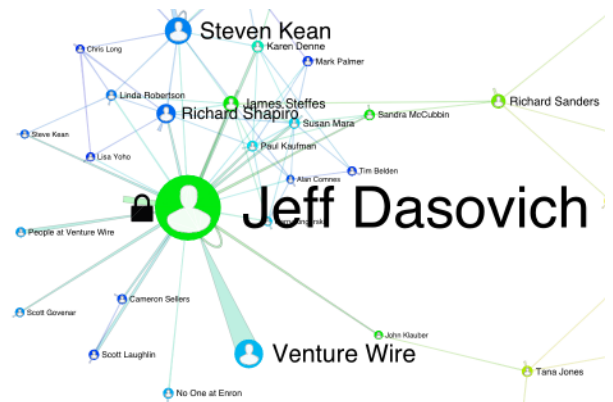 Steven Kean
Chris Long
Karen Denne
Mark Palmer
Linda Robertson
James Steffes
Richard Sanders
Richard Shapiro
Sandra McCubbin
Susan Mara
Steve Kean
Paul Kaufman
Lisa Yoho
Tim Belden
Alan Comnes
Jeff Dasovich
People at Venture Wire
Cameron Sellers
Scott Govenar
John Klauber
Scott Laughlin
Venture Wire
Tana Jones
No One at Enron